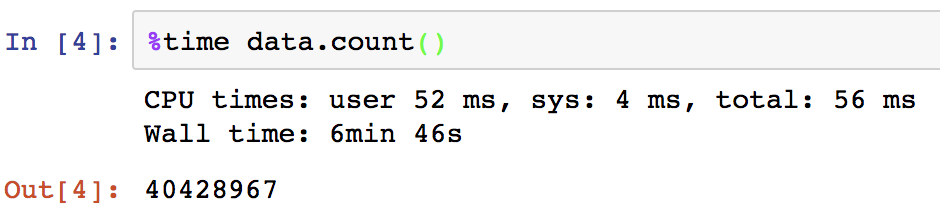 In [4]: %time data.count()
CPU times: user 52 ms, sys: 4 ms, total: 56 ms
Wall time: 6min 46s
Out[4]: 40428967